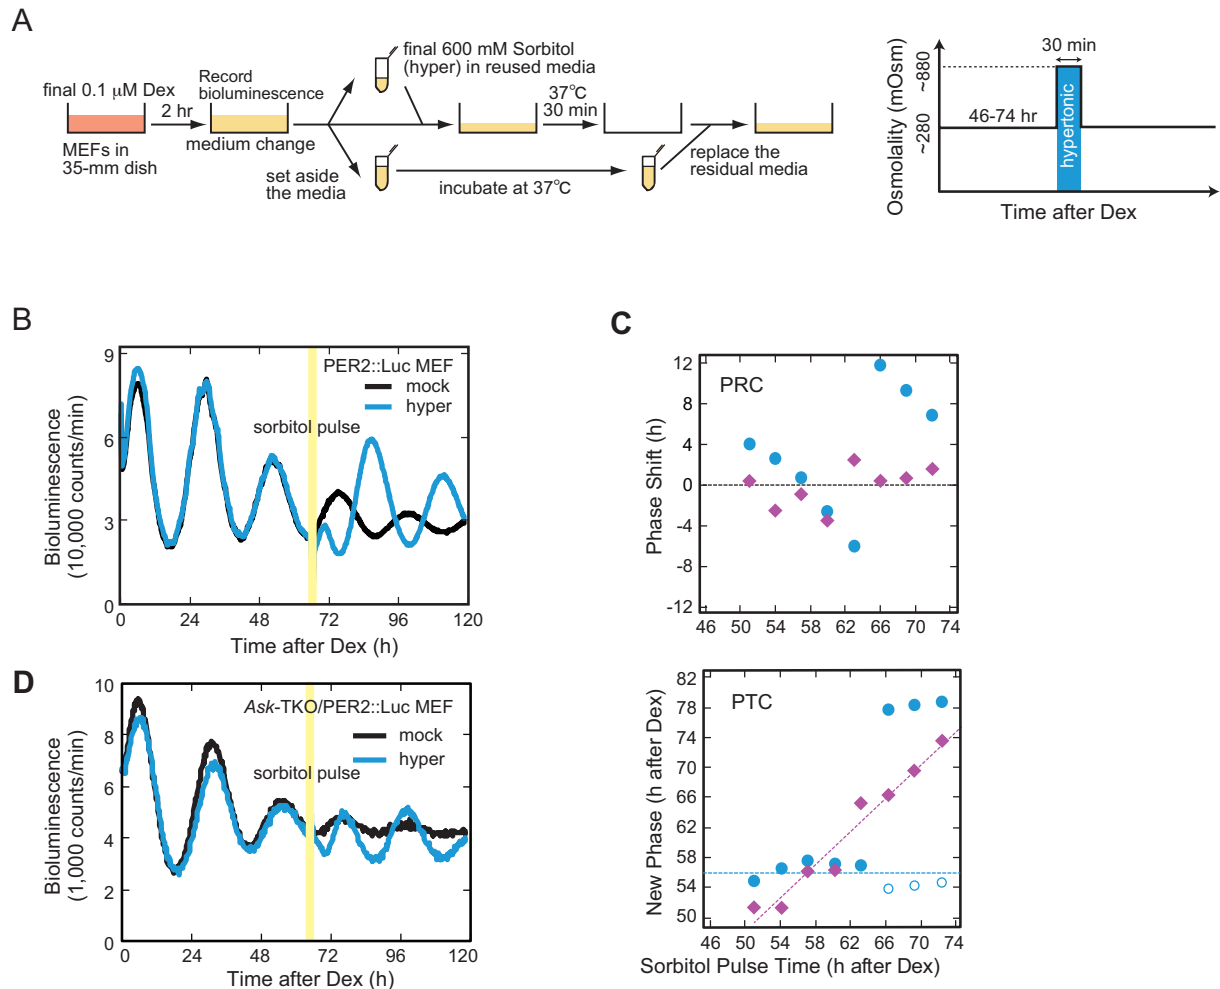 A
final 0.1 μM Dex
2 hr
MEFs in
35-mm dish
Record
bioluminescence
medium change
set aside
the media
final 600 mM Sorbitol
(hyper) in reused media
incubate at 37°C
37°C
30 min
replace the
residual media
Osmolality (mOsm)
~880
~280
30 min
46-74 hr
hypertonic
Time after Dex
B
Bioluminescence
(10,000 counts/min)
9
6
3
0
PER2::Luc MEF
mock
hyper
sorbitol pulse
0 24 48 72 96 120
Time after Dex (h)
C
PRC
Phase Shift (h)
12
8
4
0
-4
-8
-12
46 51 54 58 62 66 70 74
PTC
New Phase (h after Dex)
82
78
74
70
66
62
58
54
50
46 50 54 58 62 66 70 74
Sorbitol Pulse Time (h after Dex)
D
Bioluminescence
(1,000 counts/min)
10
8
6
4
2
0
Ask-TKO/PER2::Luc MEF
mock
hyper
sorbitol pulse
0 24 48 72 96 120
Time after Dex (h)